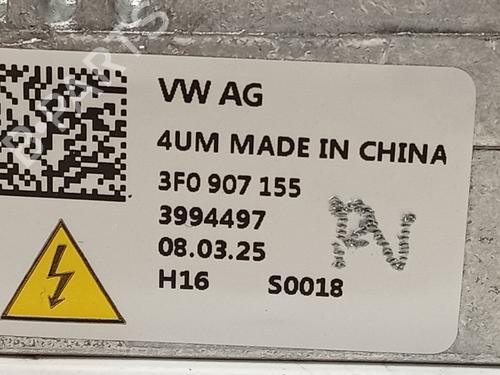 VW AG
4UM MADE IN CHINA
3F0 907 155
3994497
08.03.25
H16 S0018